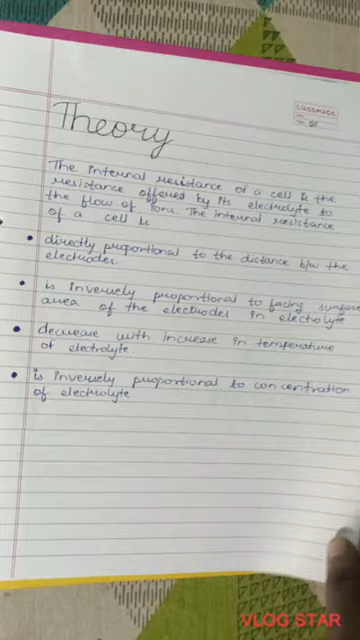 classmate
Theory
The internal resistance of a cell is the
resistance offered by its electrolyte to
the flow of ions. The internal resistance
of a cell is
• directly proportional to the distance b/w the
electrodes.
• is inversely proportional to facing surface
area of the electrodes in electrolyte
• decrease with increase in temperature
of electrolyte
• is inversely proportional to concentration
of electrolyte
VLOG STAR